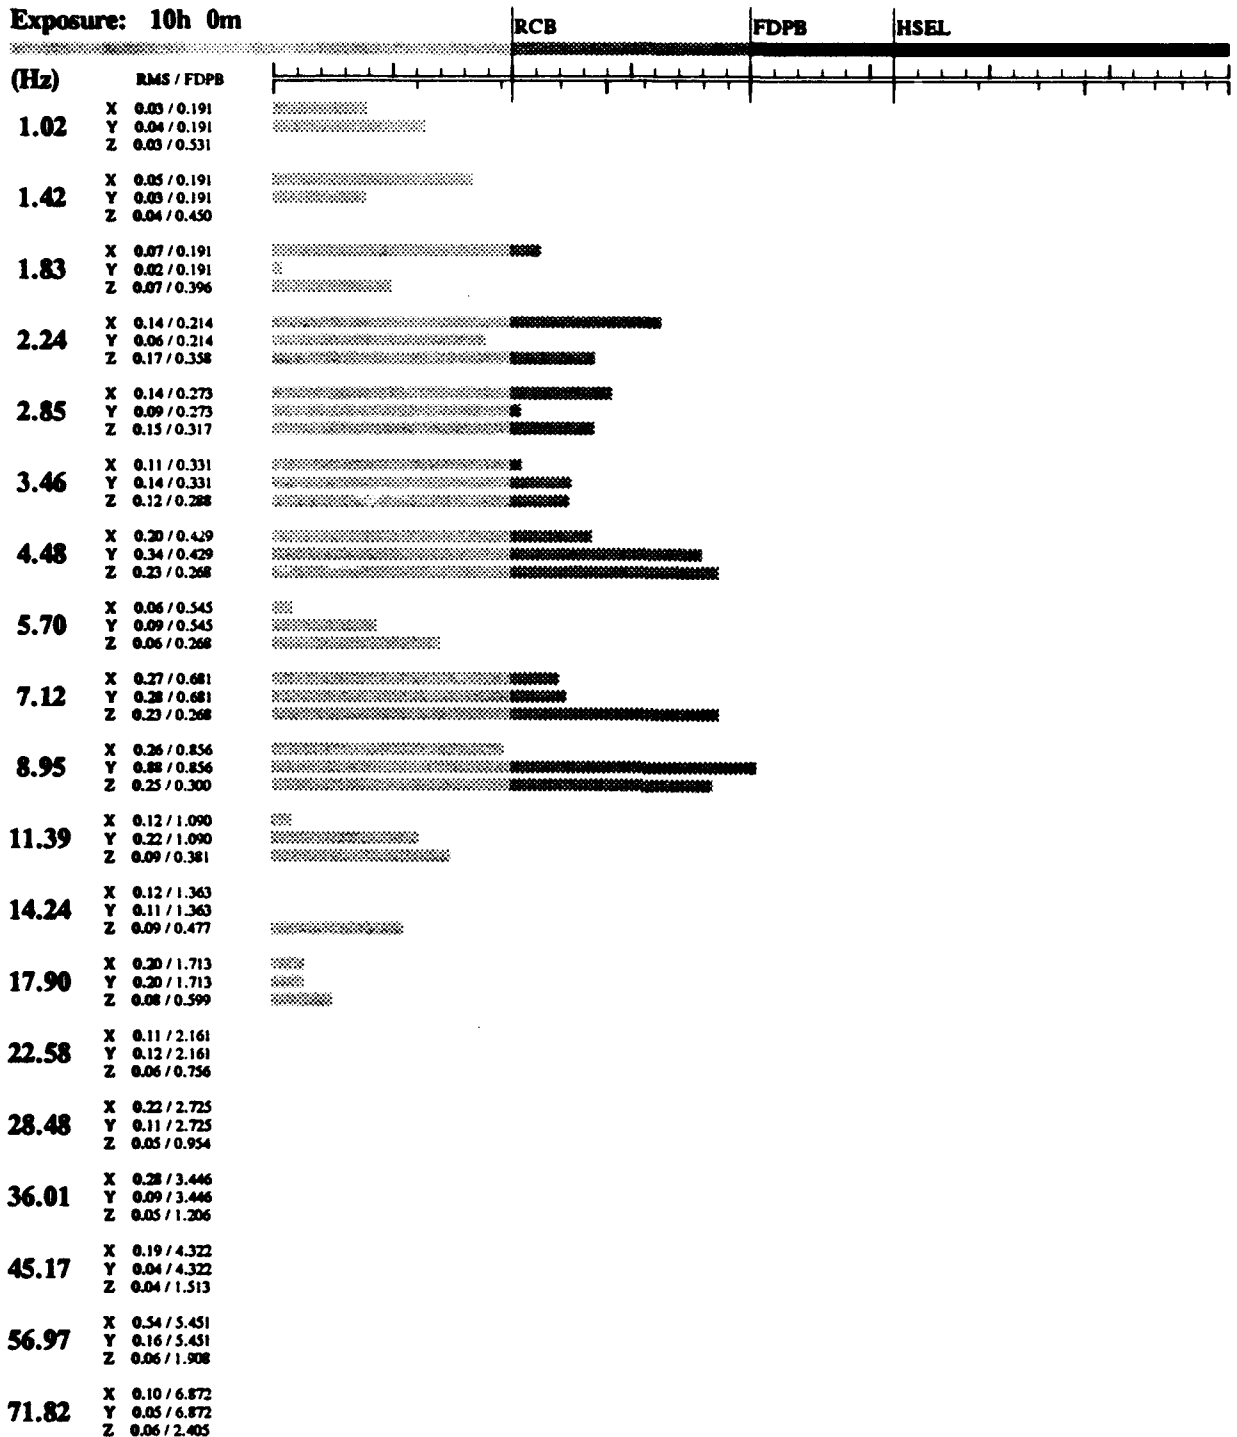 Exposure: 10h 0m
RCB FDPB HSEL
(Hz) RMS / FDPB
X 0.03 / 0.191
1.02 Y 0.04 / 0.191
Z 0.03 / 0.531
X 0.05 / 0.191
1.42 Y 0.03 / 0.191
Z 0.04 / 0.450
X 0.07 / 0.191
1.83 Y 0.02 / 0.191
Z 0.07 / 0.396
X 0.14 / 0.214
2.24 Y 0.06 / 0.214
Z 0.17 / 0.358
X 0.14 / 0.273
2.85 Y 0.09 / 0.273
Z 0.15 / 0.317
X 0.11 / 0.331
3.46 Y 0.14 / 0.331
Z 0.12 / 0.288
X 0.20 / 0.429
4.48 Y 0.34 / 0.429
Z 0.23 / 0.268
X 0.06 / 0.545
5.70 Y 0.09 / 0.545
Z 0.06 / 0.268
X 0.27 / 0.681
7.12 Y 0.28 / 0.681
Z 0.23 / 0.268
X 0.26 / 0.856
8.95 Y 0.88 / 0.856
Z 0.25 / 0.300
X 0.12 / 1.090
11.39 Y 0.22 / 1.090
Z 0.09 / 0.381
X 0.12 / 1.363
14.24 Y 0.11 / 1.363
Z 0.09 / 0.477
X 0.20 / 1.713
17.90 Y 0.20 / 1.713
Z 0.08 / 0.599
X 0.11 / 2.161
22.58 Y 0.12 / 2.161
Z 0.06 / 0.756
X 0.22 / 2.725
28.48 Y 0.11 / 2.725
Z 0.05 / 0.954
X 0.28 / 3.446
36.01 Y 0.09 / 3.446
Z 0.05 / 1.206
X 0.19 / 4.322
45.17 Y 0.04 / 4.322
Z 0.04 / 1.513
X 0.54 / 5.451
56.97 Y 0.16 / 5.451
Z 0.06 / 1.908
X 0.10 / 6.872
71.82 Y 0.05 / 6.872
Z 0.06 / 2.405